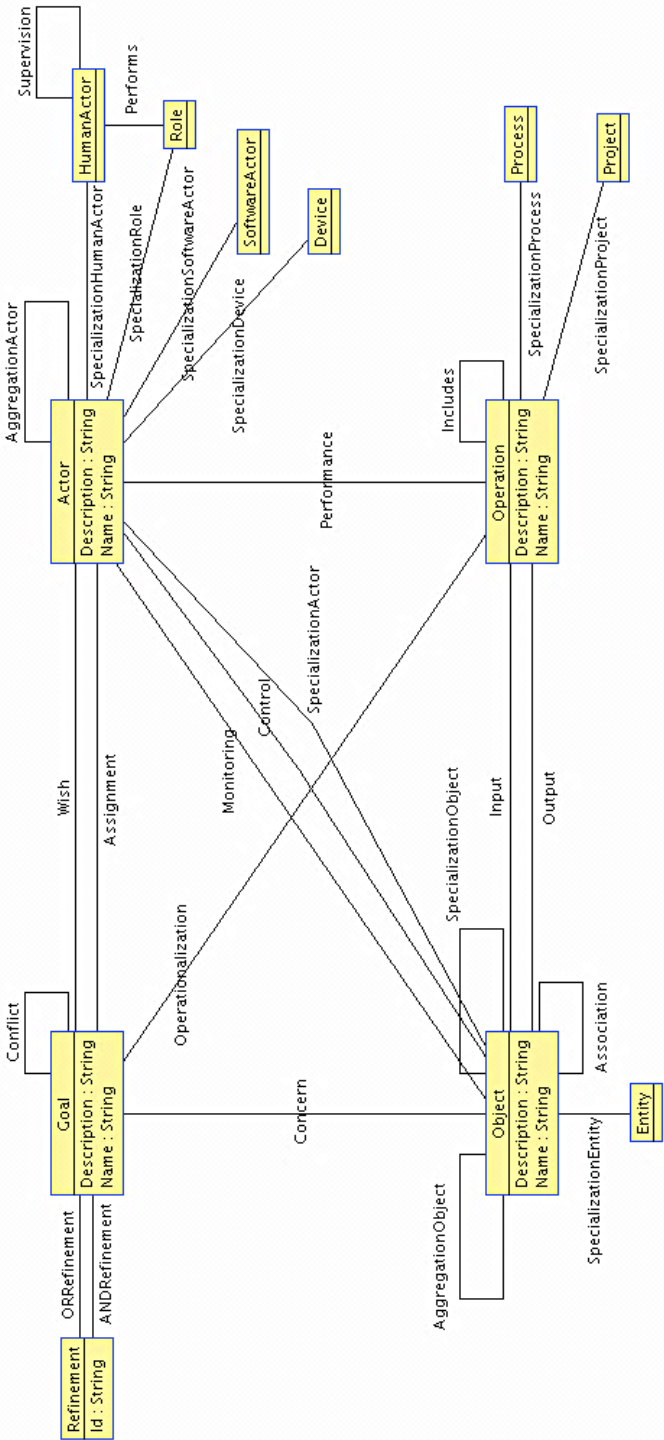 Supervision
HumanActor
Performs
Role
SoftwareActor
Device
SpecializationHumanActor
SpecializationRole
SpecializationSoftwareActor
SpecializationDevice
AggregationActor
Actor
Description : String
Name : String
Wish
Assignment
Conflict
Goal
Description : String
Name : String
ORRefinement
ANDRefinement
Refinement
Id : String
Performance
SpecializationActor
Control
Monitoring
Operationalization
Concern
Process
Project
SpecializationProcess
SpecializationProject
Includes
Operation
Description : String
Name : String
Input
Output
SpecializationObject
Association
Object
Description : String
Name : String
AggregationObject
SpecializationEntity
Entity